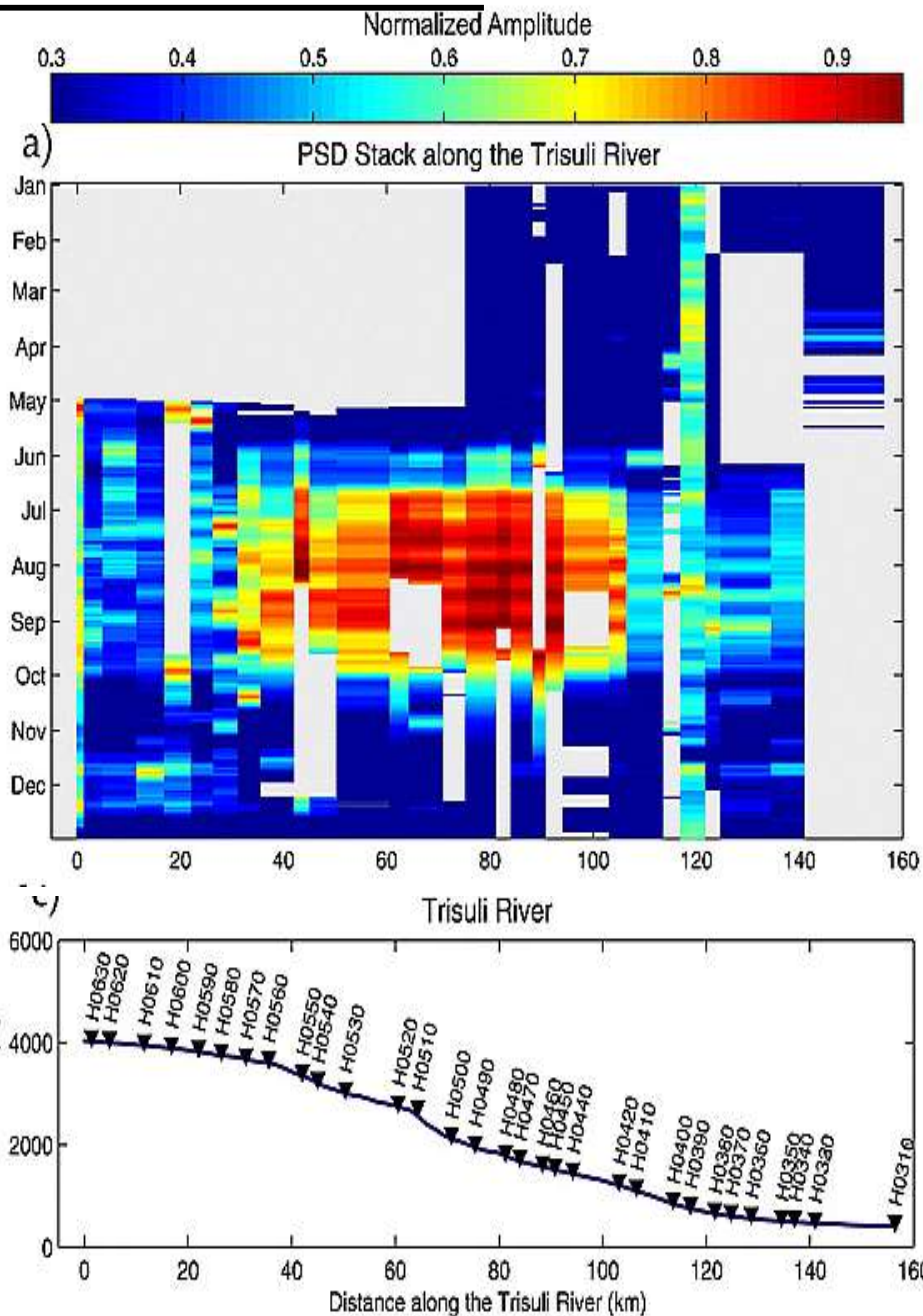 Normalized Amplitude
0.3 0.4 0.5 0.6 0.7 0.8 0.9
a)
PSD Stack along the Trisuli River
Jan
Feb
Mar
Apr
May
Jun
Jul
Aug
Sep
Oct
Nov
Dec
0 20 40 60 80 100 120 140 160
Trisuli River
6000
4000
2000
0
H0630 H0620 H0610 H0600 H0590 H0580 H0570 H0560 H0550 H0540 H0530 H0520 H0510 H0500 H0490 H0480 H0470 H0460 H0450 H0440 H0420 H0410 H0400 H0390 H0380 H0370 H0360 H0350 H0340 H0310
0 20 40 60 80 100 120 140 160
Distance along the Trisuli River (km)